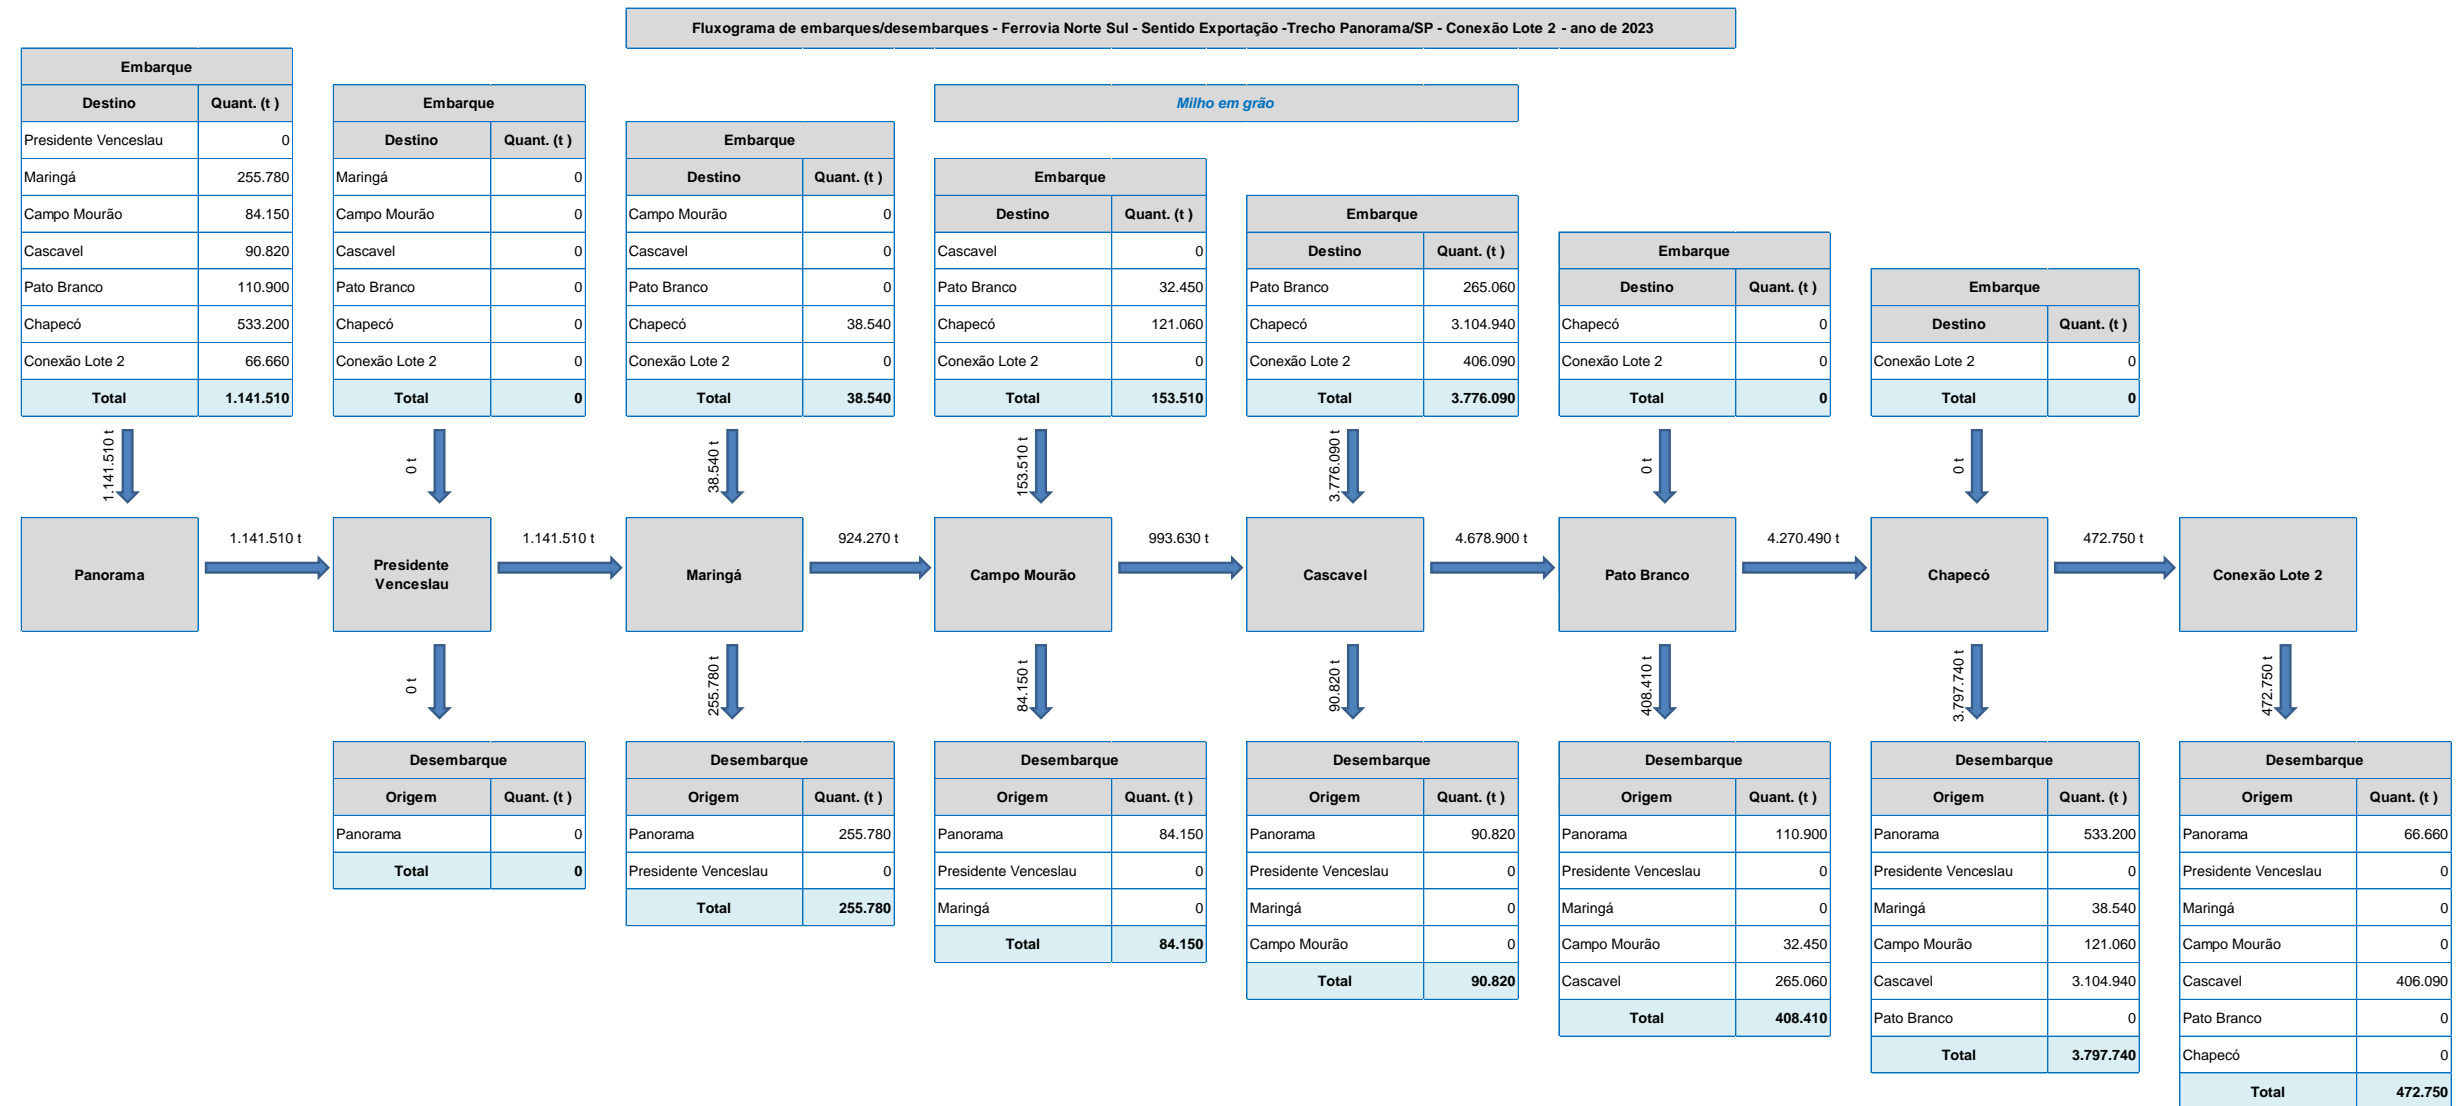 Fluxograma de embarques/desembarques - Ferrovia Norte Sul - Sentido Exportação -Trecho Panorama/SP - Conexão Lote 2 - ano de 2023
Milho em grão
Embarque
Destino Quant. (t )
Presidente Venceslau 0
Maringá 255.780
Campo Mourão 84.150
Cascavel 90.820
Pato Branco 110.900
Chapecó 533.200
Conexão Lote 2 66.660
Total 1.141.510
Embarque
Destino Quant. (t )
Maringá 0
Campo Mourão 0
Cascavel 0
Pato Branco 0
Chapecó 0
Conexão Lote 2 0
Total 0
Embarque
Destino Quant. (t )
Campo Mourão 0
Cascavel 0
Pato Branco 0
Chapecó 38.540
Conexão Lote 2 0
Total 38.540
Embarque
Destino Quant. (t )
Cascavel 0
Pato Branco 32.450
Chapecó 121.060
Conexão Lote 2 0
Total 153.510
Embarque
Destino Quant. (t )
Pato Branco 265.060
Chapecó 3.104.940
Conexão Lote 2 406.090
Total 3.776.090
Embarque
Destino Quant. (t )
Chapecó 0
Conexão Lote 2 0
Total 0
Embarque
Destino Quant. (t )
Conexão Lote 2 0
Total 0
1.141.510 t
0 t
38.540 t
153.510 t
3.776.090 t
0 t
0 t
Panorama
1.141.510 t
Presidente
Venceslau
1.141.510 t
Maringá
924.270 t
Campo Mourão
993.630 t
Cascavel
4.678.900 t
Pato Branco
4.270.490 t
Chapecó
472.750 t
Conexão Lote 2
0 t
255.780 t
84.150 t
90.820 t
408.410 t
3.797.740 t
472.750 t
Desembarque
Origem Quant. (t )
Panorama 0
Total 0
Desembarque
Origem Quant. (t )
Panorama 255.780
Presidente Venceslau 0
Total 255.780
Desembarque
Origem Quant. (t )
Panorama 84.150
Presidente Venceslau 0
Maringá 0
Total 84.150
Desembarque
Origem Quant. (t )
Panorama 90.820
Presidente Venceslau 0
Maringá 0
Campo Mourão 0
Total 90.820
Desembarque
Origem Quant. (t )
Panorama 110.900
Presidente Venceslau 0
Maringá 0
Campo Mourão 32.450
Cascavel 265.060
Total 408.410
Desembarque
Origem Quant. (t )
Panorama 533.200
Presidente Venceslau 0
Maringá 38.540
Campo Mourão 121.060
Cascavel 3.104.940
Pato Branco 0
Total 3.797.740
Desembarque
Origem Quant. (t )
Panorama 66.660
Presidente Venceslau 0
Maringá 0
Campo Mourão 0
Cascavel 406.090
Pato Branco 0
Chapecó 0
Total 472.750